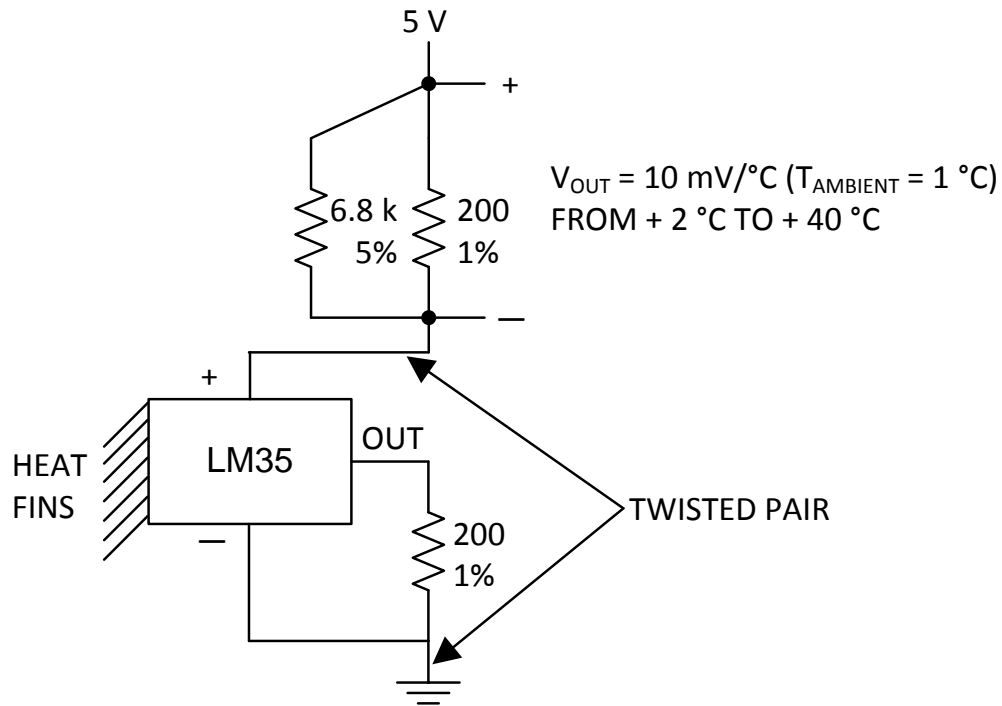 5 V
+
6.8 k
5%
200
1%
V_OUT = 10 mV/°C (T_AMBIENT = 1 °C)
FROM + 2 °C TO + 40 °C
—
+
HEAT
FINS
LM35
OUT
—
200
1%
TWISTED PAIR